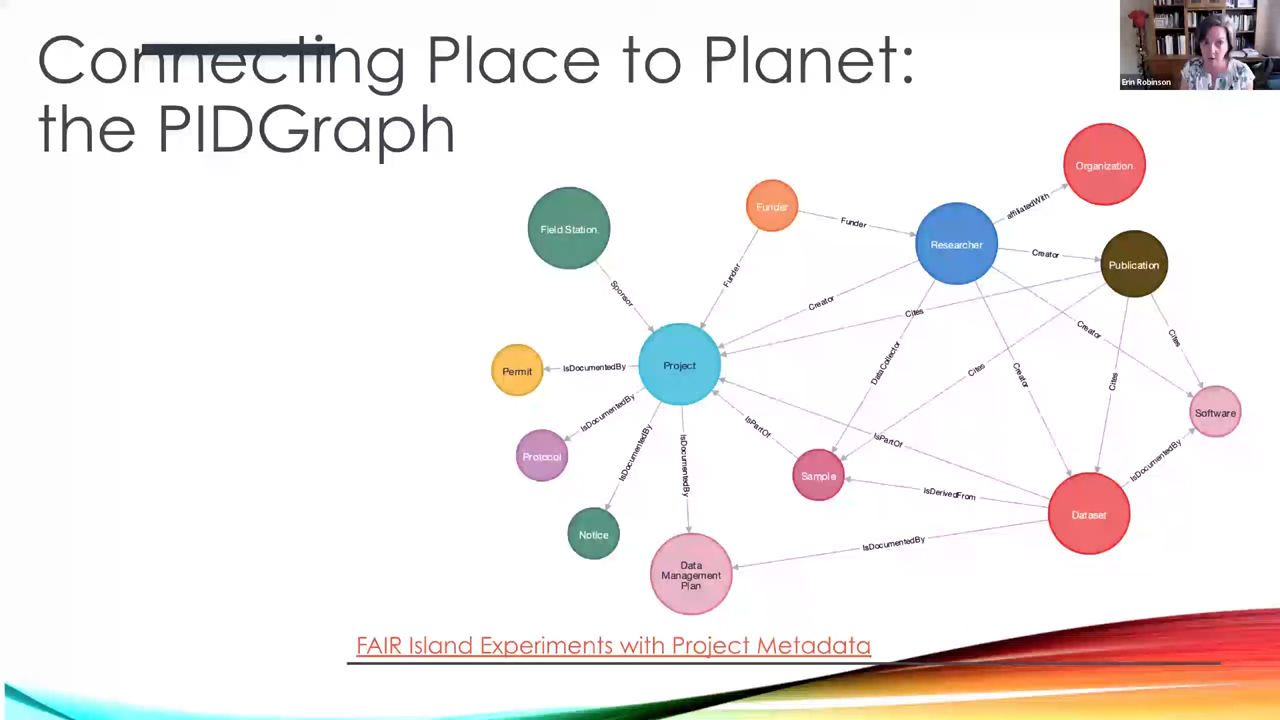 Connecting Place to Planet:
the PIDGraph
Erin Robinson
Organization
Field Station
Funder
Funder
affiliatedWith
Researcher
Creator
Publication
Sponsor
Funder
Creator
Cites
Creator
Cites
Permit
IsDocumentedBy
Project
DataCollector
Cites
Creator
Cites
Software
IsDocumentedBy
IsPartOf
IsPartOf
Protocol
IsDocumentedBy
IsDocumentedBy
Sample
IsDerivedFrom
IsDocumentedBy
Dataset
Notice
IsDocumentedBy
Data
Management
Plan
FAIR Island Experiments with Project Metadata